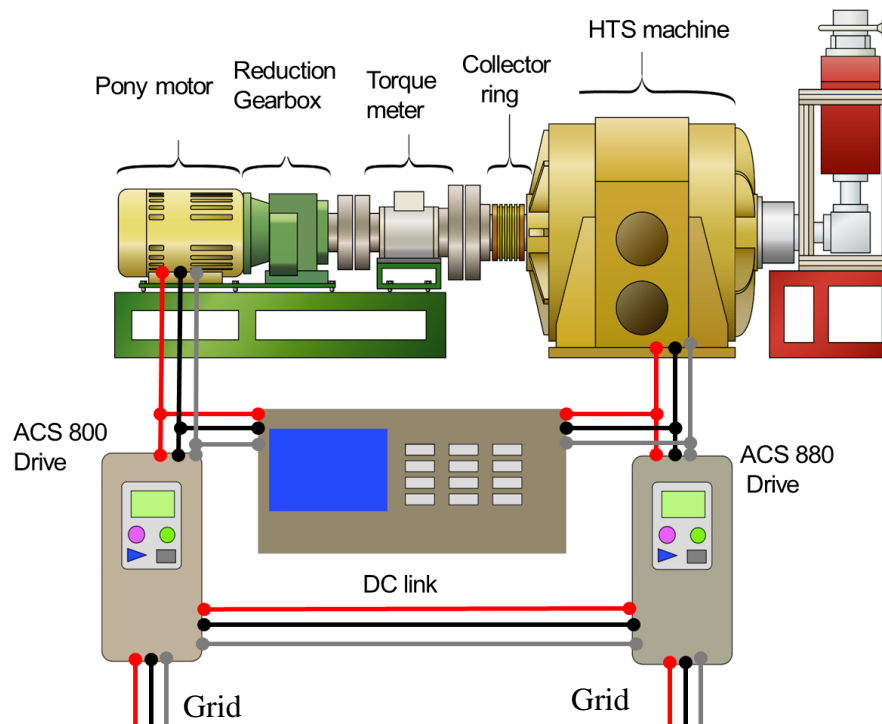 HTS machine
Pony motor
Reduction
Gearbox
Torque
meter
Collector
ring
ACS 800
Drive
ACS 880
Drive
DC link
Grid
Grid